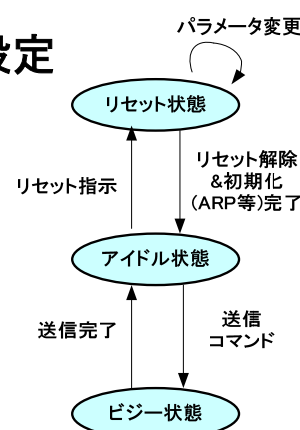 パラメータ変更
設定
リセット状態
リセット解除
&初期化
(ARP等)完了
リセット指示
アイドル状態
送信完了
送信
コマンド
ビジー状態